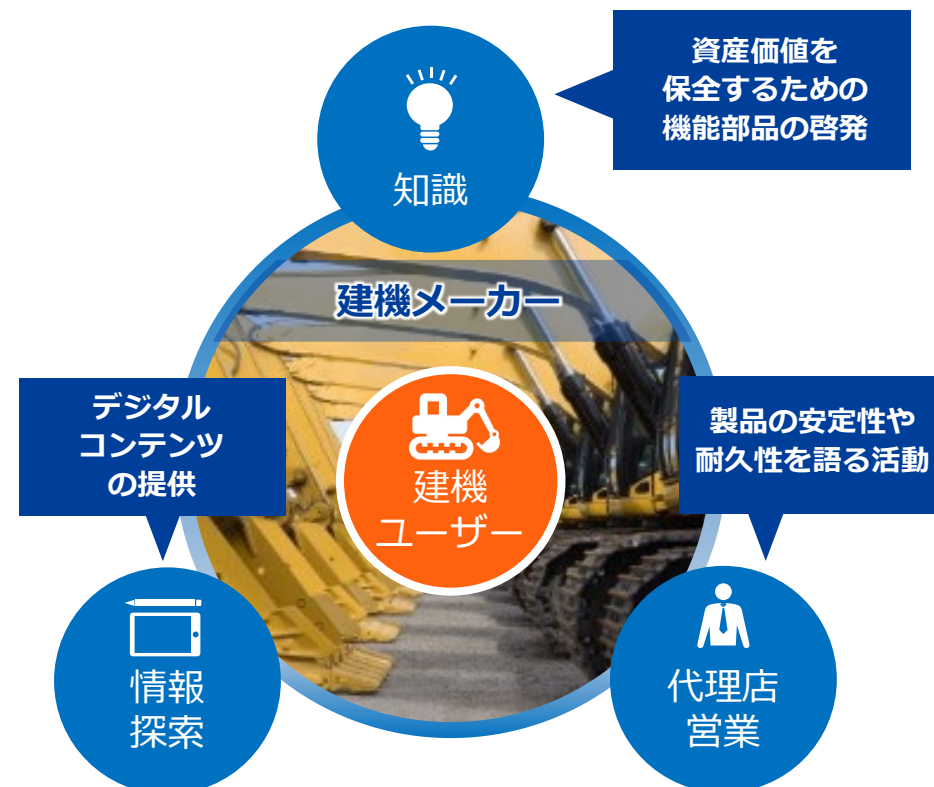 資産価値を
保全するための
機能部品の啓発
知識
建機メーカー
デジタル
コンテンツ
の提供
製品の安定性や
耐久性を語る活動
建機
ユーザー
情報
探索
代理店
営業